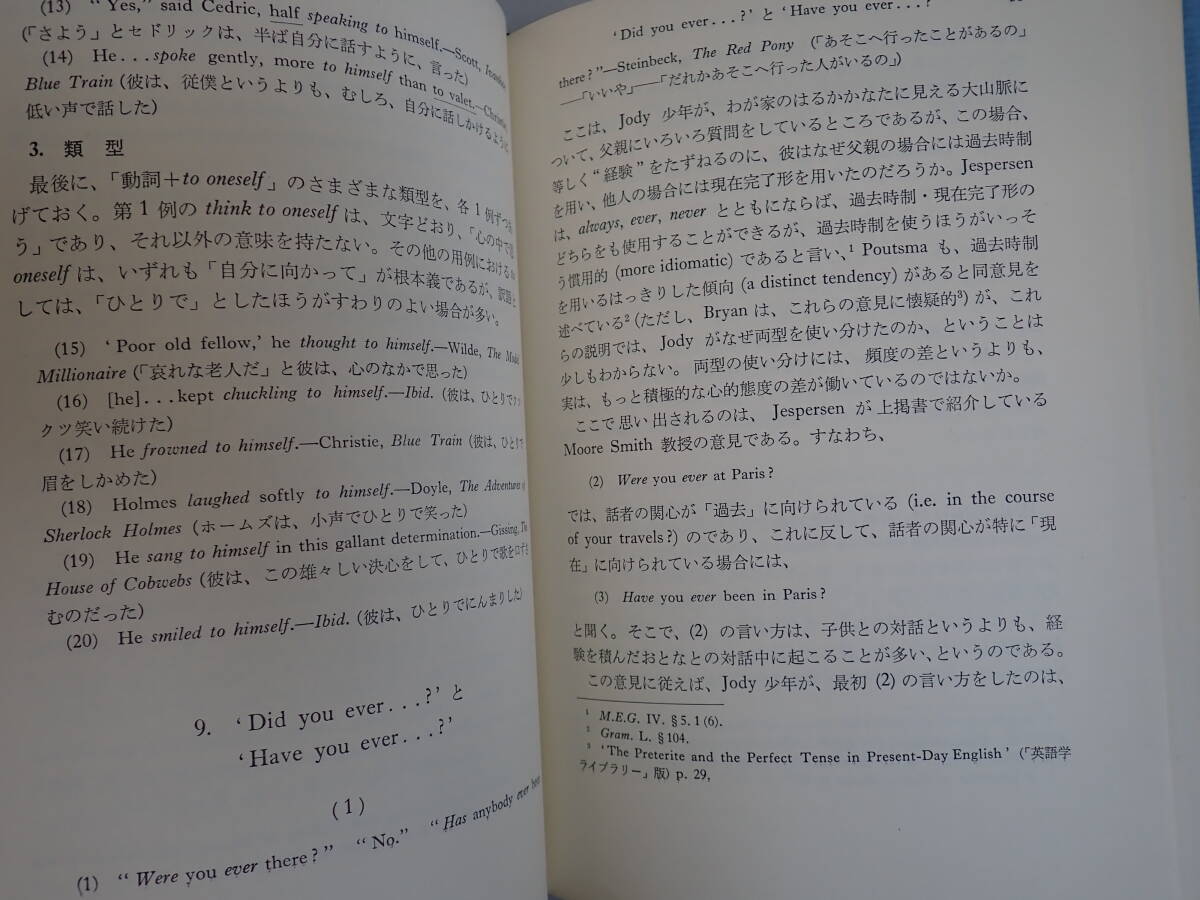 (13) “Yes,” said Cedric, half speaking to himself.—Scott,
(「さよう」とセドリックは、半ば自分に話すように、言った)
(14) He...spoke gently, more to himself than to valet.—Christie,
Blue Train (彼は、従僕というよりも、むしろ、自分に話しかけるように
低い声で話した)
3. 類 型
最後に、「動詞+to oneself」のさまざまな類型を、各1例ずつ
げておく。第1例の think to oneself は、文字どおり、「心の中で思
う」であり、それ以外の意味を持たない。その他の用例における to
oneself は、いずれも「自分に向かって」が根本義であるが、訳語と
しては、「ひとりで」としたほうがすわりのよい場合が多い。
(15) ‘Poor old fellow,’ he thought to himself.—Wilde, The Model
Millionaire (「哀れな老人だ」と彼は、心のなかで思った)
(16) [he]...kept chuckling to himself.—Ibid. (彼は、ひとりでクッ
クツ笑い続けた)
(17) He frowned to himself.—Christie, Blue Train (彼は、ひとりで
眉をしかめた)
(18) Holmes laughed softly to himself.—Doyle, The Adventures of
Sherlock Holmes (ホームズは、小声でひとりで笑った)
(19) He sang to himself in this gallant determination.—Gissing, The
House of Cobwebs (彼は、この雄々しい決心をして、ひとりで歌を口ずさ
むのだった)
(20) He smiled to himself.—Ibid. (彼は、ひとりでにんまりした)
9. ‘Did you ever...?’ と
‘Have you ever...?’
(1)
(1) “Were you ever there?” “No.” “Has anybody ever been
‘Did you ever...?’ と ‘Have you ever...?’
there?”—Steinbeck, The Red Pony (「あそこへ行ったことがあるの」
——「いいや」——「だれかあそこへ行った人がいるの」)
ここは、Jody 少年が、わが家のはるかかなたに見える大山脈に
ついて、父親にいろいろ質問をしているところであるが、この場合、
等しく“経験”をたずねるのに、彼はなぜ父親の場合には過去時制
を用い、他人の場合には現在完了形を用いたのだろうか。Jespersen
は、always, ever, never とともにならば、過去時制・現在完了形の
どちらをも使用することができるが、過去時制を使うほうがいっそ
う慣用的 (more idiomatic) であると言い、¹ Poutsma も、過去時制
を用いるはっきりした傾向 (a distinct tendency) があると同意見を
述べている² (ただし、Bryan は、これらの意見に懐疑的³) が、これ
らの説明では、Jody がなぜ両型を使い分けたのか、ということは
少しもわからない。両型の使い分けには、頻度の差というよりも、
実は、もっと積極的な心的態度の差が働いているのではないか。
ここで思い出されるのは、Jespersen が上掲書で紹介している
Moore Smith 教授の意見である。すなわち、
(2) Were you ever at Paris?
では、話者の関心が「過去」に向けられている (i.e. in the course
of your travels?) のであり、これに反して、話者の関心が特に「現
在」に向けられている場合には、
(3) Have you ever been in Paris?
と聞く。そこで、(2) の言い方は、子供との対話というよりも、経
験を積んだおとなとの対話中に起こることが多い、というのである。
この意見に従えば、Jody 少年が、最初 (2) の言い方をしたのは、
¹ M.E.G. IV. §5.1(6).
² Gram. L. §104.
³ ‘The Preterite and the Perfect Tense in Present-Day English’ (「英語学
ライブラリー」版) p. 29,